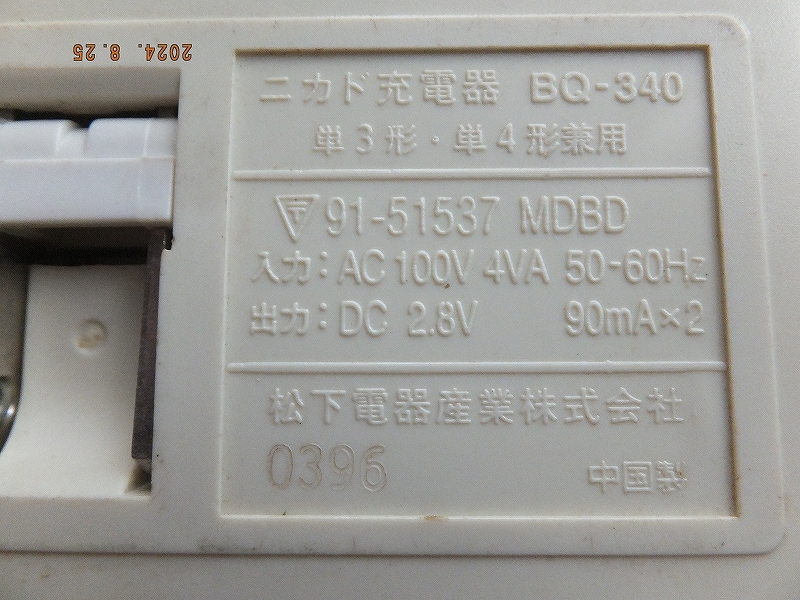 2024. 8. 25
ニカド充電器 BQ-340
単3形・単4形兼用
91-51537 MDBD
入力：AC 100V 4VA 50-60Hz
出力：DC 2.8V 90mA×2
松下電器産業株式会社
0396
中国製